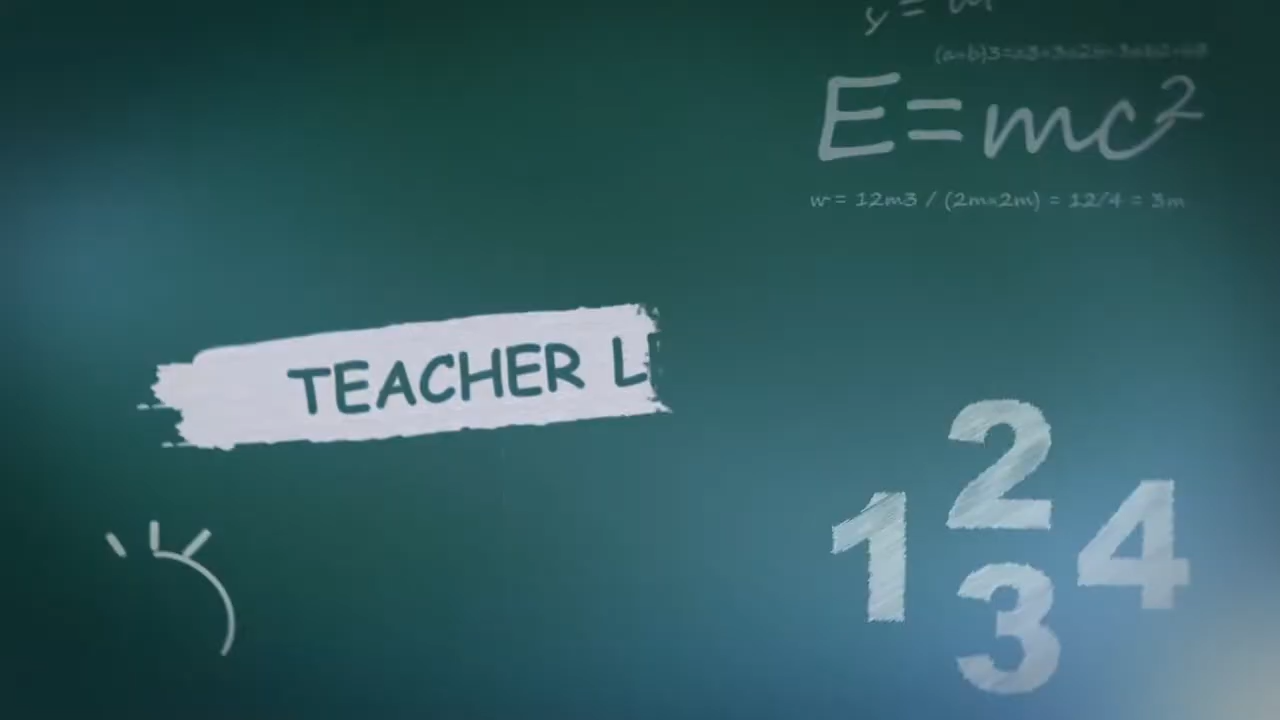 E=mc²
w = 12m3 / (2m×2m) = 12/4 = 3m
TEACHER L
2
1
4
3